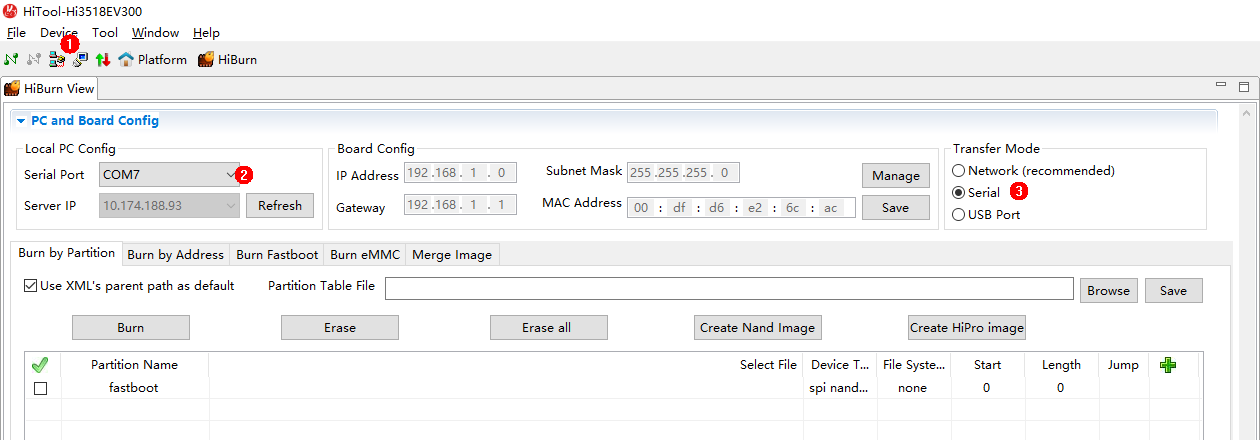 HiTool-Hi3518EV300
File Device Tool Window Help
1
Platform HiBurn
HiBurn View
PC and Board Config
Local PC Config Board Config Transfer Mode
Serial Port COM7 2 IP Address 192 .168 . 1 . 0 Subnet Mask 255 .255 .255 . 0 Manage Network (recommended)
Serial 3
Server IP 10.174.188.93 Refresh Gateway 192 .168 . 1 . 1 MAC Address 00 : df : d6 : e2 : 6c : ac Save USB Port
Burn by Partition Burn by Address Burn Fastboot Burn eMMC Merge Image
Use XML's parent path as default Partition Table File Browse Save
Burn Erase Erase all Create Nand Image Create HiPro image
Partition Name Select File Device T... File Syste... Start Length Jump
fastboot spi nand... none 0 0